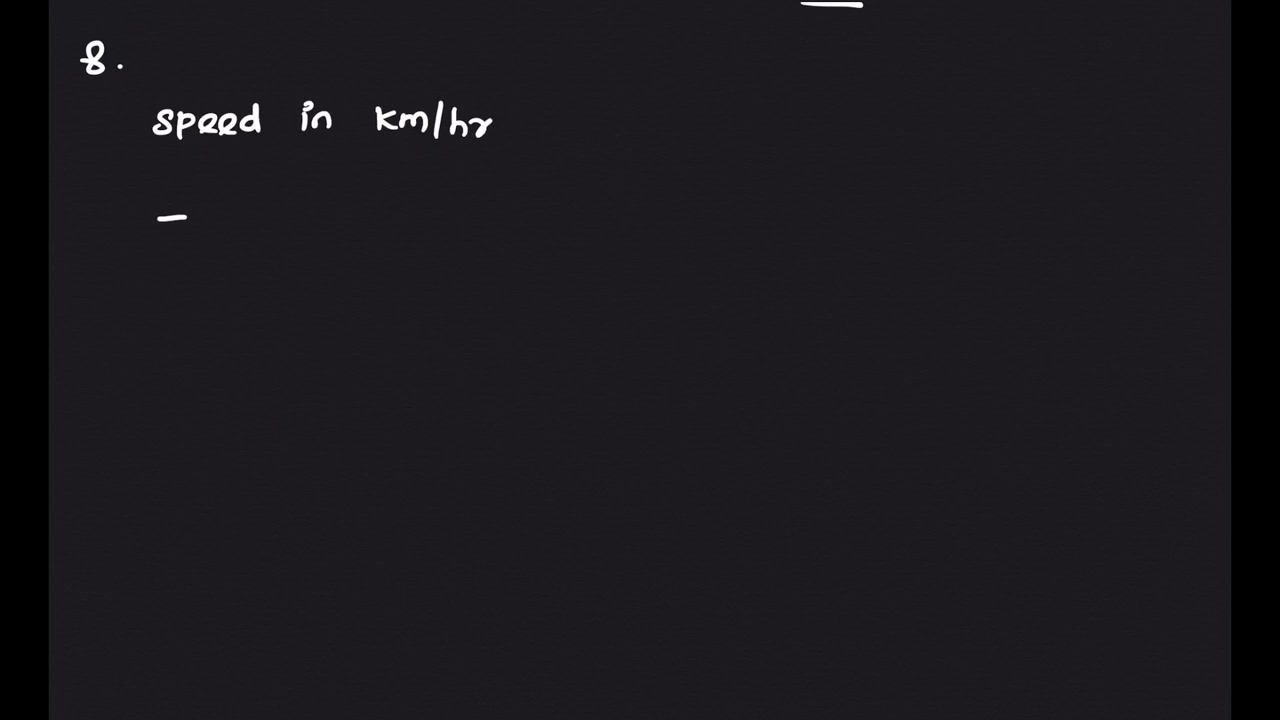 8.
speed in km/hr
—